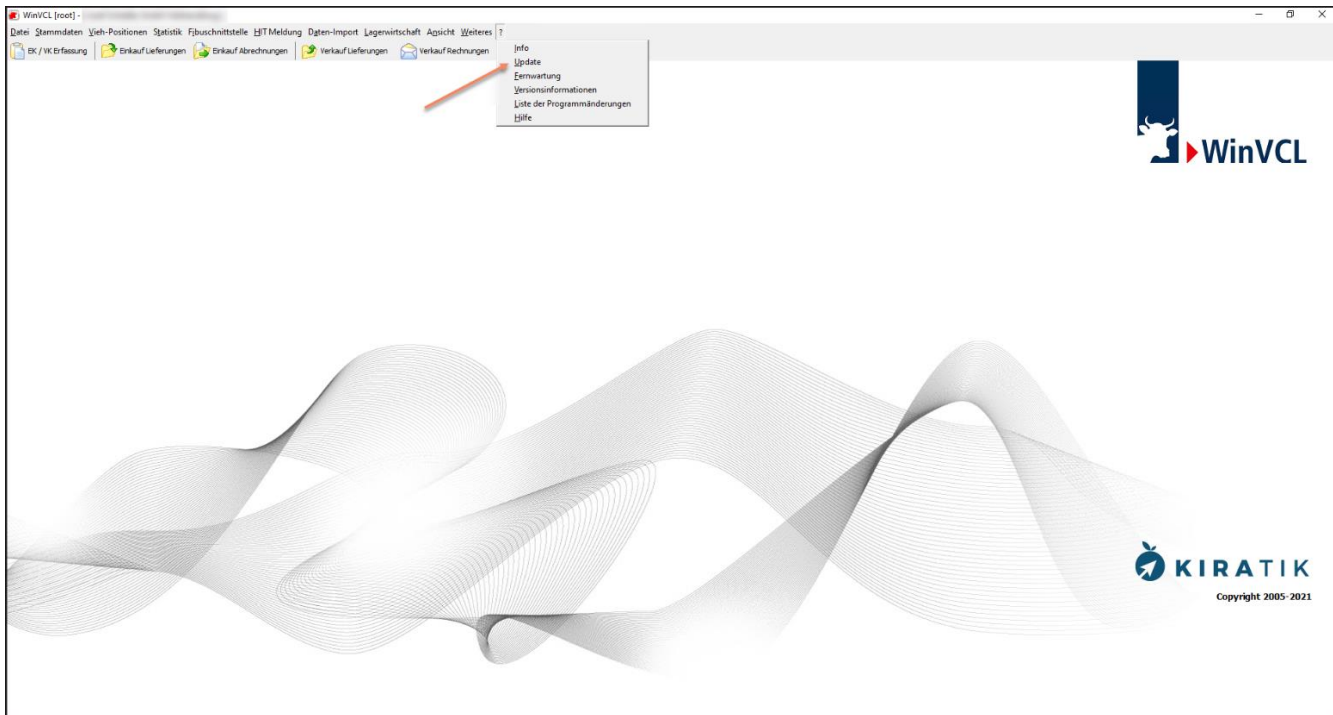 WinVCL [root] -
Datei Stammdaten Vieh-Positionen Statistik Fibuschnittstelle HIT Meldung Daten-Import Lagerwirtschaft Ansicht Weiteres ?
EK / VK Erfassung Einkauf Lieferungen Einkauf Abrechnungen Verkauf Lieferungen Verkauf Rechnungen
Info
Update
Fernwartung
Versionsinformationen
Liste der Programmänderungen
Hilfe
WinVCL
KIRATIK
Copyright 2005-2021